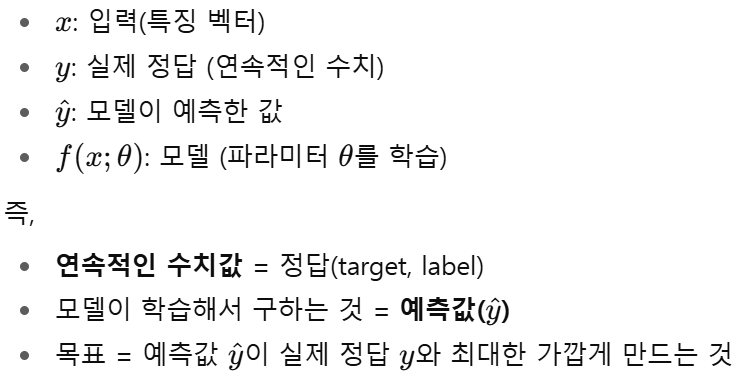 • x: 입력(특징 벡터)
• y: 실제 정답 (연속적인 수치)
• ŷ: 모델이 예측한 값
• f(x; θ): 모델 (파라미터 θ를 학습)
즉,
• 연속적인 수치값 = 정답(target, label)
• 모델이 학습해서 구하는 것 = 예측값(ŷ)
• 목표 = 예측값 ŷ이 실제 정답 y와 최대한 가깝게 만드는 것